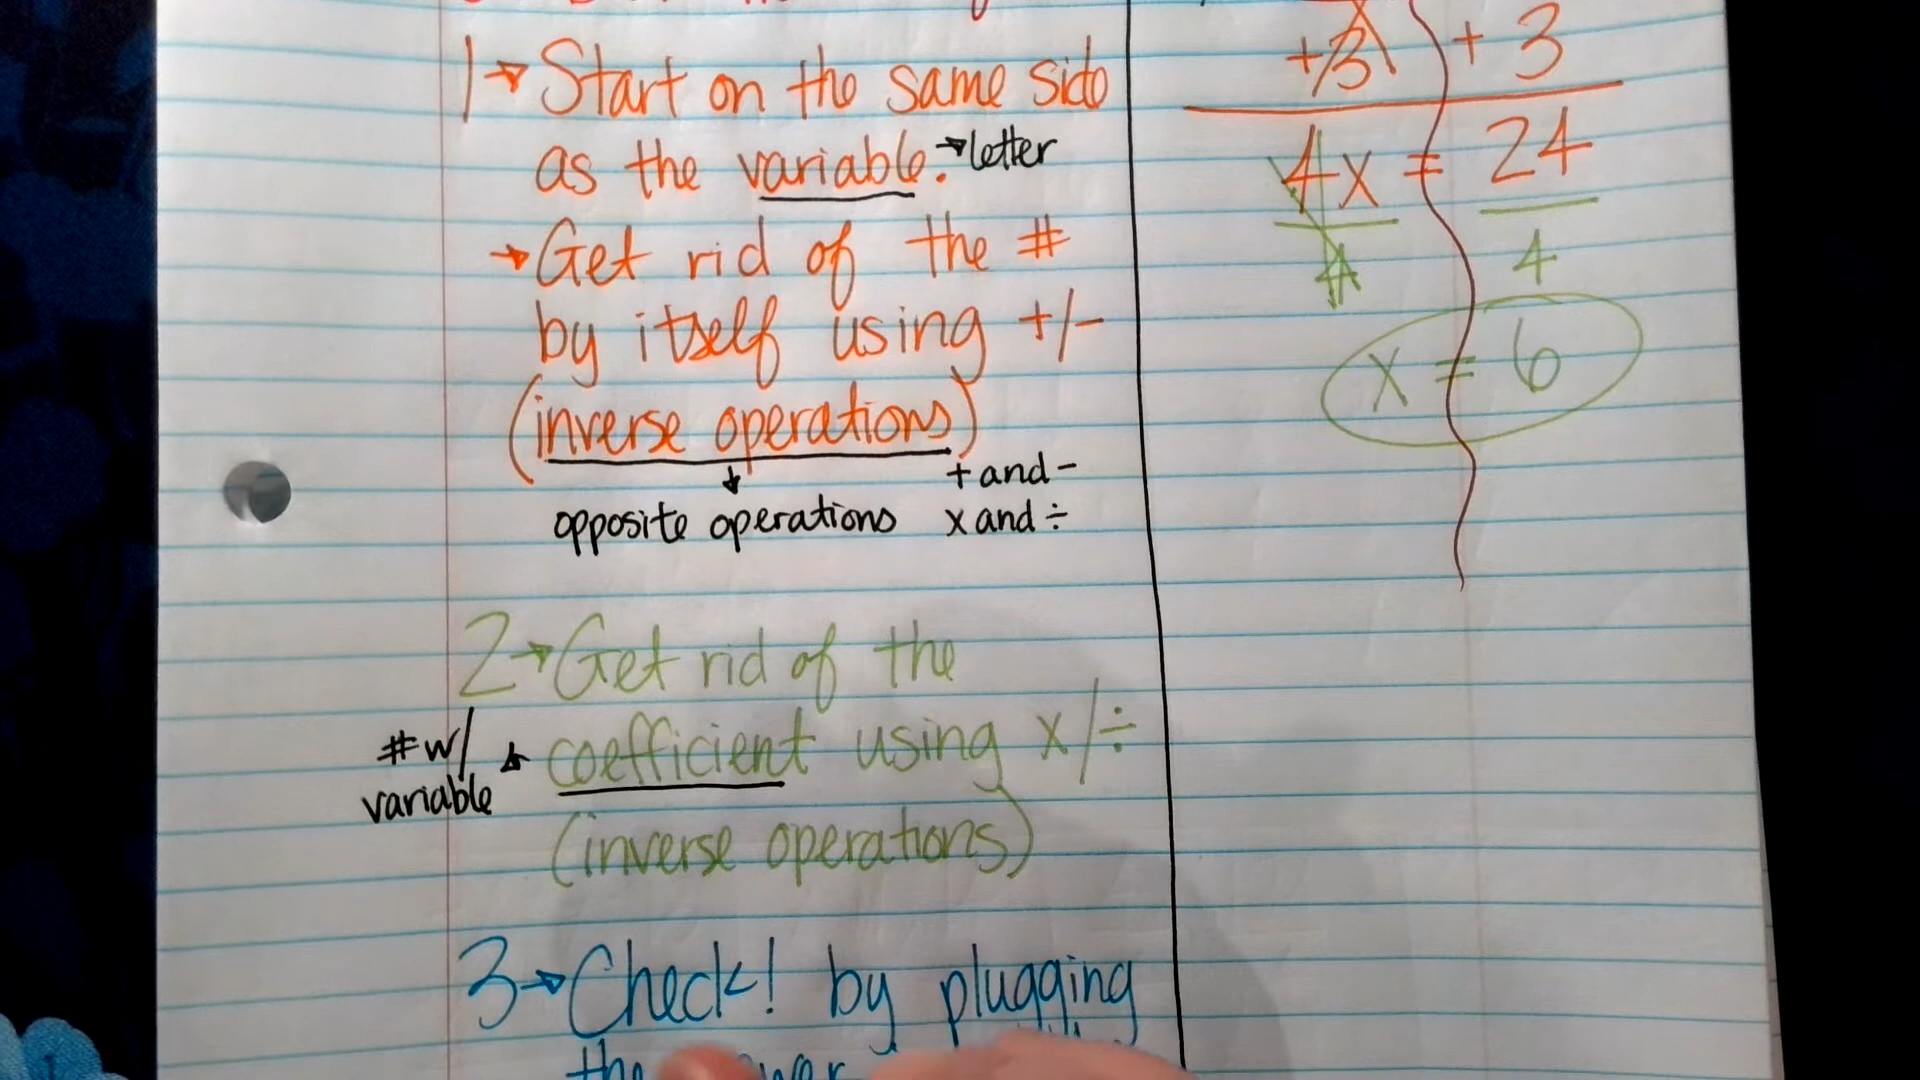 1→ Start on the same side
as the variable. → letter
→ Get rid of the #
by itself using +/-
(inverse operations)
+ and -
opposite operations x and ÷
2→ Get rid of the
coefficient using x/÷
# w/
variable
(inverse operations)
3→ Check! by plugging
the
+3 + 3
4x = 24
4 4
x = 6